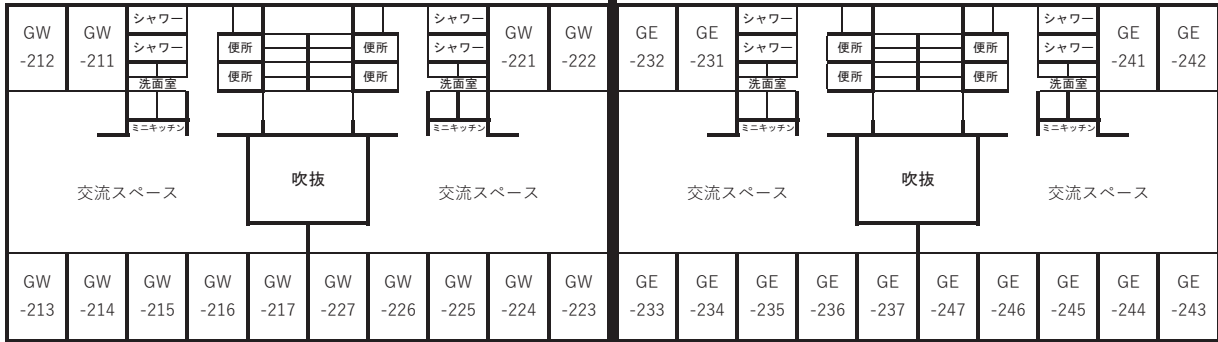 GW
-212
GW
-211
シャワー
シャワー
洗面室
ミニキッチン
便所
便所
便所
便所
シャワー
シャワー
洗面室
ミニキッチン
GW
-221
GW
-222
GE
-232
GE
-231
シャワー
シャワー
洗面室
ミニキッチン
便所
便所
便所
便所
シャワー
シャワー
洗面室
ミニキッチン
GE
-241
GE
-242
交流スペース
吹抜
交流スペース
交流スペース
吹抜
交流スペース
GW
-213
GW
-214
GW
-215
GW
-216
GW
-217
GW
-227
GW
-226
GW
-225
GW
-224
GW
-223
GE
-233
GE
-234
GE
-235
GE
-236
GE
-237
GE
-247
GE
-246
GE
-245
GE
-244
GE
-243